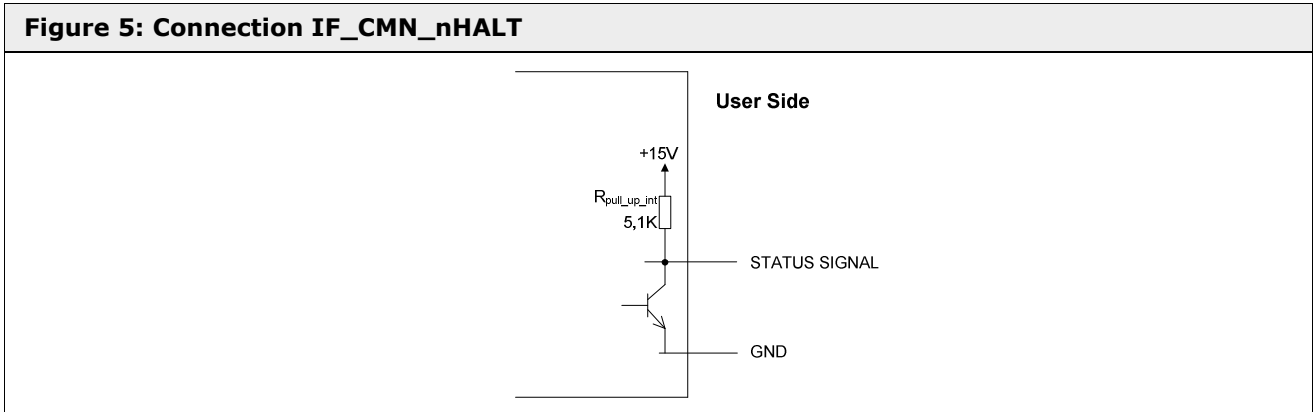 Figure 5: Connection IF_CMN_nHALT
User Side
+15V
Rpull_up_int
5,1K
STATUS SIGNAL
GND